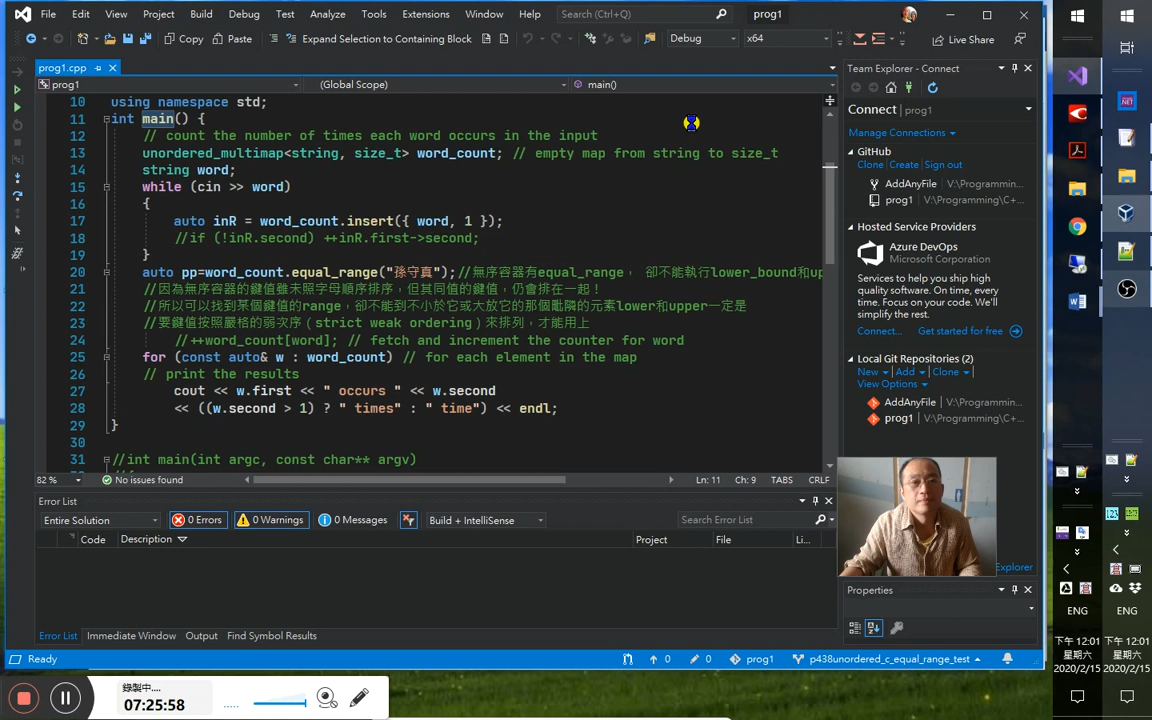 File Edit View Project Build Debug Test Analyze Tools Extensions Window Help Search (Ctrl+Q) prog1
Copy Paste Expand Selection to Containing Block Debug x64 Live Share
prog1.cpp
prog1 (Global Scope) main()
10 using namespace std;
11 int main() {
12 // count the number of times each word occurs in the input
13 unordered_multimap<string, size_t> word_count; // empty map from string to size_t
14 string word;
15 while (cin >> word)
16 {
17 auto inR = word_count.insert({ word, 1 });
18 //if (!inR.second) ++inR.first->second;
19 }
20 auto pp=word_count.equal_range("孫守真");//無序容器有equal_range, 卻不能執行lower_bound和up
21 //因為無序容器的鍵值雖未照字母順序排序，但其同值的鍵值，仍會排在一起！
22 //所以可以找到某個鍵值的range，卻不能到不小於它或大放它的那個毗隣的元素lower和upper一定是
23 //要鍵值按照嚴格的弱次序（strict weak ordering）來排列，才能用上
24 //++word_count[word]; // fetch and increment the counter for word
25 for (const auto& w : word_count) // for each element in the map
26 // print the results
27 cout << w.first << " occurs " << w.second
28 << ((w.second > 1) ? " times" : " time") << endl;
29 }
30
31 //int main(int argc, const char** argv)
82 % No issues found Ln: 11 Ch: 9 TABS CRLF
Error List
Entire Solution 0 Errors 0 Warnings 0 Messages Build + IntelliSense Search Error List
Code Description Project File Li...
Error List Immediate Window Output Find Symbol Results
Ready 0 0 prog1 p438unordered_c_equal_range_test
Team Explorer - Connect
Connect prog1
Manage Connections
GitHub
Clone Create Sign out
AddAnyFile V:\Programmin...
prog1 V:\Programming\C+...
Hosted Service Providers
Azure DevOps
Microsoft Corporation
Services to help you ship high
quality software. On time,
every time. Focus on your code. We'll
simplify the rest.
Connect... Get started for free
Local Git Repositories (2)
New Add Clone
View Options
AddAnyFile V:\Programmin...
prog1 V:\Programming\C+...
Explorer
Properties
錄製中....
07:25:58
ENG ENG
下午 12:01 下午 12:01
星期六 星期六
2020/2/15 2020/2/15